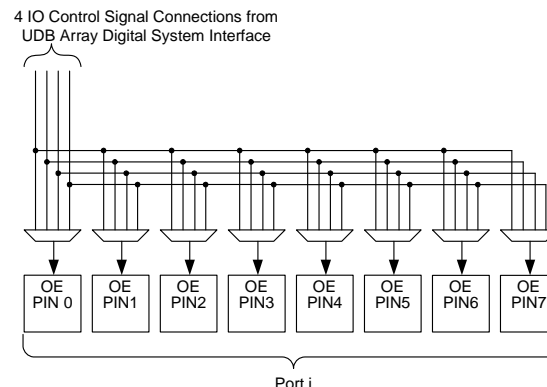 4 IO Control Signal Connections from
UDB Array Digital System Interface
OE
PIN 0
OE
PIN1
OE
PIN2
OE
PIN3
OE
PIN4
OE
PIN5
OE
PIN6
OE
PIN7
Port i